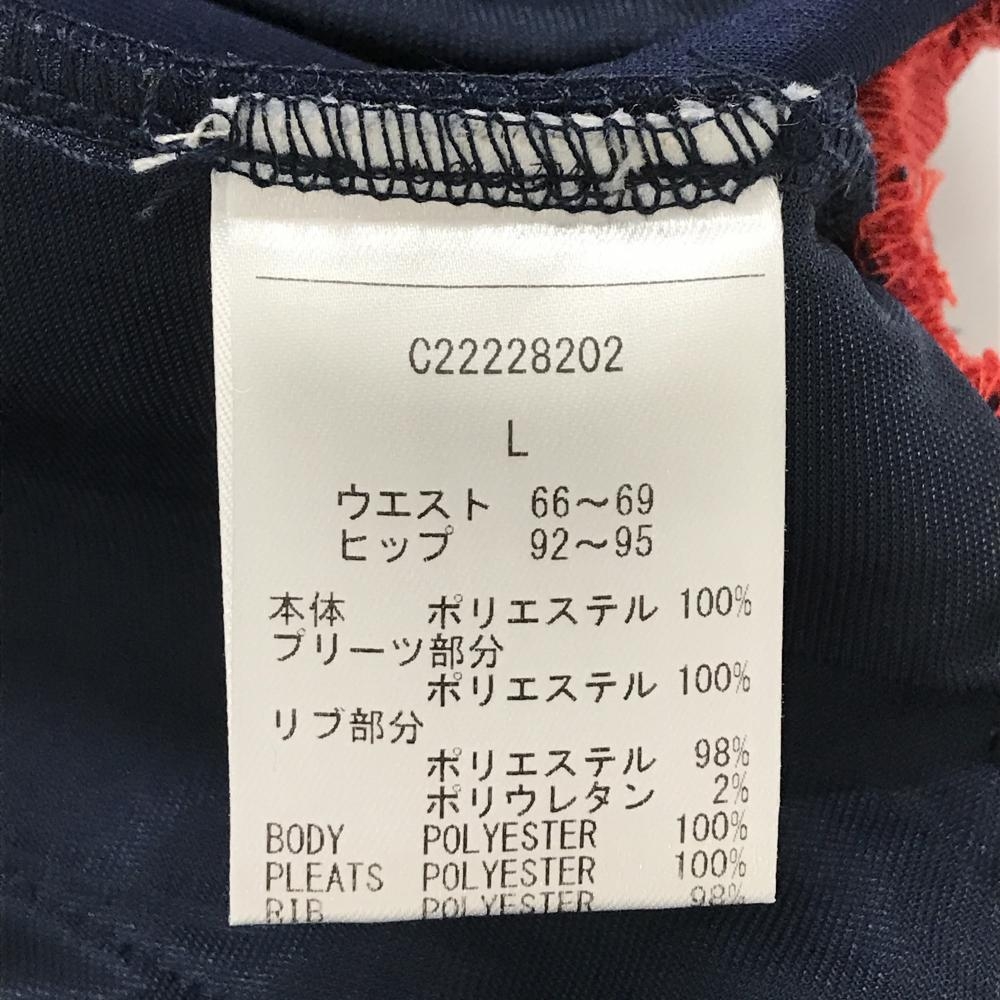 C22228202
L
ウエスト 66～69
ヒップ 92～95
本体 ポリエステル 100%
プリーツ部分
ポリエステル 100%
リブ部分
ポリエステル 98%
ポリウレタン 2%
BODY POLYESTER 100%
PLEATS POLYESTER 100%
RIB POLYESTER 98%